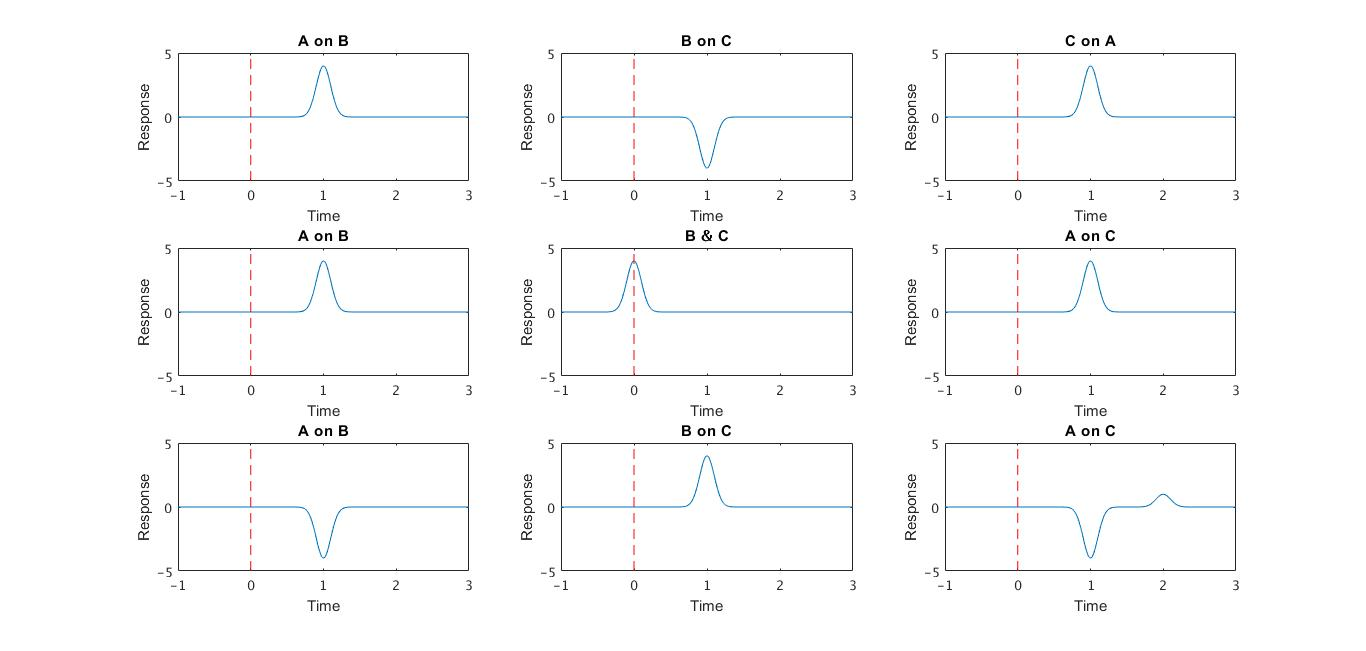 A on B
B on C
C on A
5
0
−5
Response
−1 0 1 2 3
Time
5
0
−5
Response
−1 0 1 2 3
Time
5
0
−5
Response
−1 0 1 2 3
Time
A on B
B & C
A on C
5
0
−5
Response
−1 0 1 2 3
Time
5
0
−5
Response
−1 0 1 2 3
Time
5
0
−5
Response
−1 0 1 2 3
Time
A on B
B on C
A on C
5
0
−5
Response
−1 0 1 2 3
Time
5
0
−5
Response
−1 0 1 2 3
Time
5
0
−5
Response
−1 0 1 2 3
Time